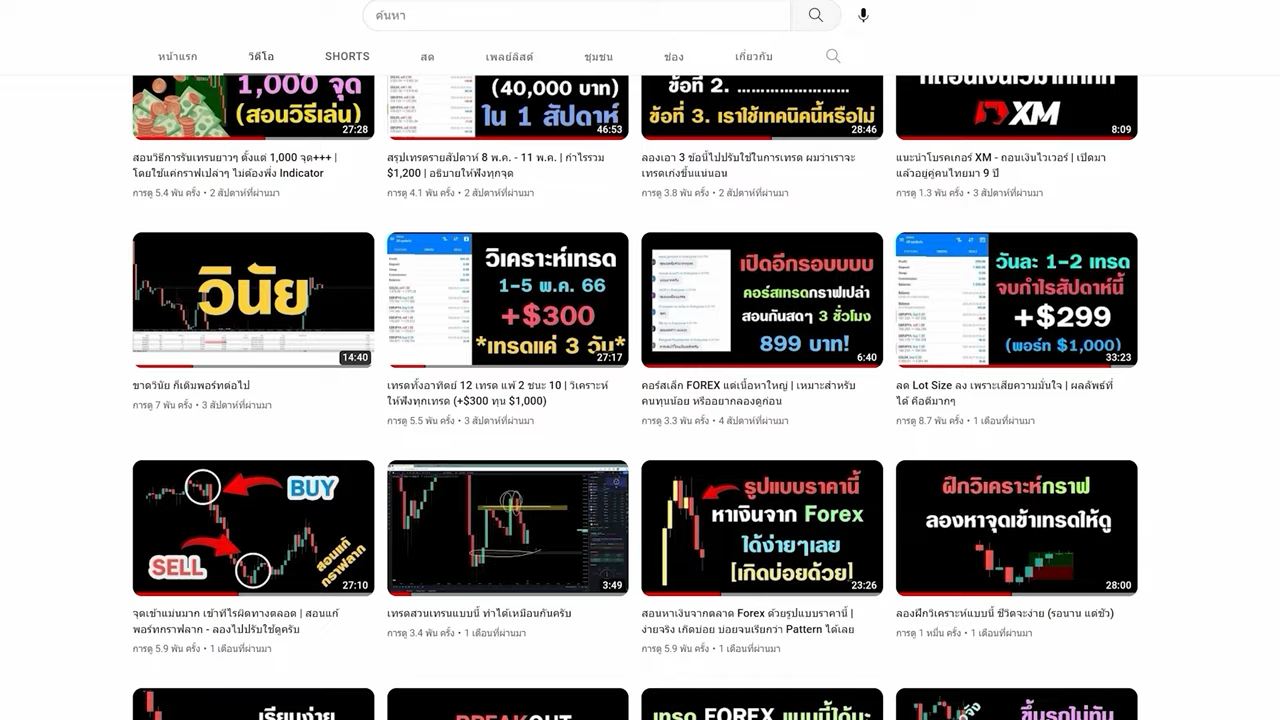 ค้นหา
หน้าแรก
วิดีโอ
SHORTS
สด
เพลย์ลิสต์
ชุมชน
ช่อง
เกี่ยวกับ
1,000 จุด
(สอนวิธีเล่น)
27:28
(40,000 บาท)
ใน 1 สัปดาห์
46:53
ข้อที่ 2. ........................
ข้อที่ 3. เราใช้เทคนิคนี้หรือไม่
28:46
XM
8:09
สอนวิธีการรันเทรนยาวๆ ตั้งแต่ 1,000 จุด+++ |
โดยใช้แค่กราฟเปล่าๆ ไม่ต้องพึ่ง Indicator
การดู 5.4 พัน ครั้ง • 2 สัปดาห์ที่ผ่านมา
สรุปเทรดรายสัปดาห์ 8 พ.ค. - 11 พ.ค. | กำไรรวม
$1,200 | อธิบายให้ฟังทุกจุด
การดู 4.1 พัน ครั้ง • 2 สัปดาห์ที่ผ่านมา
ลองเอา 3 ข้อนี้ไปปรับใช้ในการเทรด ผมว่าเราจะ
เทรดเก่งขึ้นแน่นอน
การดู 3.8 พัน ครั้ง • 2 สัปดาห์ที่ผ่านมา
แนะนำโบรคเกอร์ XM - ถอนเงินไวเวอร์ | เปิดมา
แล้วอยู่คู่คนไทยมา 9 ปี
การดู 1.3 พัน ครั้ง • 3 สัปดาห์ที่ผ่านมา
วินัย
14:40
วิเคราะห์เทรด
1-5 พ.ค. 66
+$300
*เทรดแค่ 3 วัน*
27:17
เปิดอีกรอบบบบ
คอร์สเทรดกราฟเปล่า
สอนกันสดๆ 3 ชั่วโมง
899 บาท!
6:40
วันละ 1-2 เทรด
จบกำไรสัปดาห์นี้
+$299
(พอร์ท $1,000)
33:23
ขาดวินัย ก็เติมพอร์ทต่อไป
การดู 7 พัน ครั้ง • 3 สัปดาห์ที่ผ่านมา
เทรดทั้งอาทิตย์ 12 เทรด แพ้ 2 ชนะ 10 | วิเคราะห์
ให้ฟังทุกเทรด (+$300 ทุน $1,000)
การดู 5.5 พัน ครั้ง • 3 สัปดาห์ที่ผ่านมา
คอร์สเล็ก FOREX แต่เนื้อหาใหญ่ | เหมาะสำหรับ
คนทุนน้อย หรืออยากลองดูก่อน
การดู 3.3 พัน ครั้ง • 4 สัปดาห์ที่ผ่านมา
ลด Lot Size ลง เพราะเสียความมั่นใจ | ผลลัพธ์ที่
ได้ คือดีมากๆ
การดู 8.7 พัน ครั้ง • 1 เดือนที่ผ่านมา
BUY
SELL
สอนแก้
กราฟลาก
27:10
3:49
รูปแบบราคานี้
หาเงินจาก Forex
ได้ง่ายๆเลย
[เกิดบ่อยด้วย]
23:26
ฝึกวิเคราะห์กราฟ
ลองหาจุดเข้าเทรดให้ดู
28:00
จุดเข้าแม่นมาก เข้าทีไรผิดทางตลอด | สอนแก้
พอร์ทกราฟลาก - ลองไปปรับใช้ดูครับ
การดู 5.9 พัน ครั้ง • 1 เดือนที่ผ่านมา
เทรดสวนเทรนแบบนี้ ทำได้เหมือนกันครับ
การดู 3.4 พัน ครั้ง • 1 เดือนที่ผ่านมา
สอนหาเงินจากตลาด Forex ด้วยรูปแบบราคานี้ |
ง่ายจริง เกิดบ่อย บ่อยจนเรียกว่า Pattern ได้เลย
การดู 5.9 พัน ครั้ง • 1 เดือนที่ผ่านมา
ลองฝึกวิเคราะห์แบบนี้ ชีวิตจะง่าย (รอนาน แต่ชัว)
การดู 1 หมื่น ครั้ง • 1 เดือนที่ผ่านมา
เรียนง่าย
BREAKOUT
เทรด FOREX แบบนี้นะ
ขึ้นรถไม่ทัน